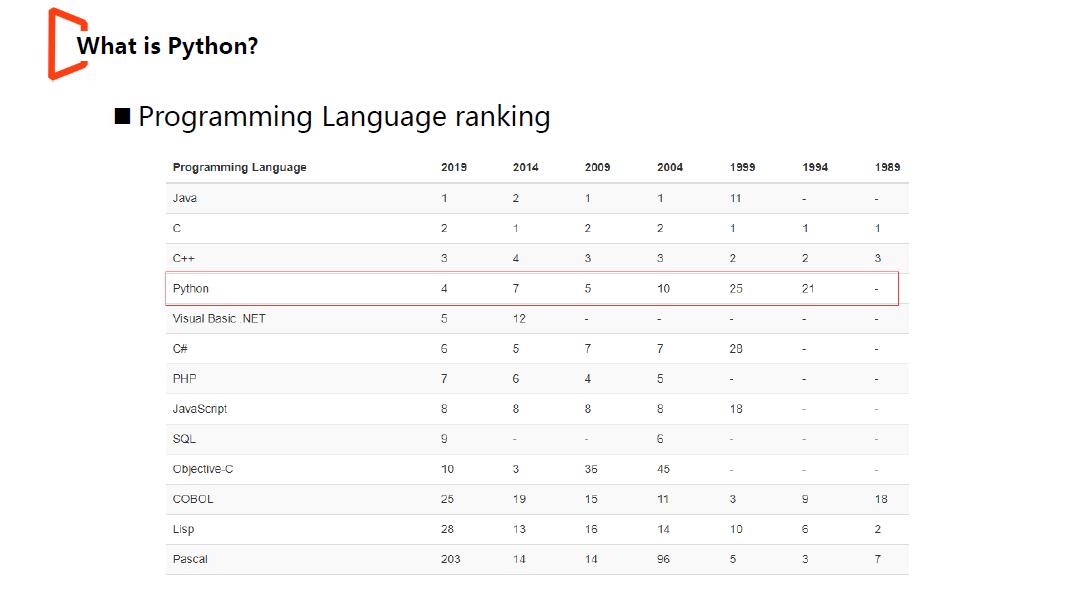 What is Python?
■ Programming Language ranking
Programming Language 2019 2014 2009 2004 1999 1994 1989
Java 1 2 1 1 11 - -
C 2 1 2 2 1 1 1
C++ 3 4 3 3 2 2 3
Python 4 7 5 10 25 21 -
Visual Basic .NET 5 12 - - - - -
C# 6 5 7 7 28 - -
PHP 7 6 4 5 - - -
JavaScript 8 8 8 8 18 - -
SQL 9 - - 6 - - -
Objective-C 10 3 36 45 - - -
COBOL 25 19 15 11 3 9 18
Lisp 28 13 16 14 10 6 2
Pascal 203 14 14 96 5 3 7